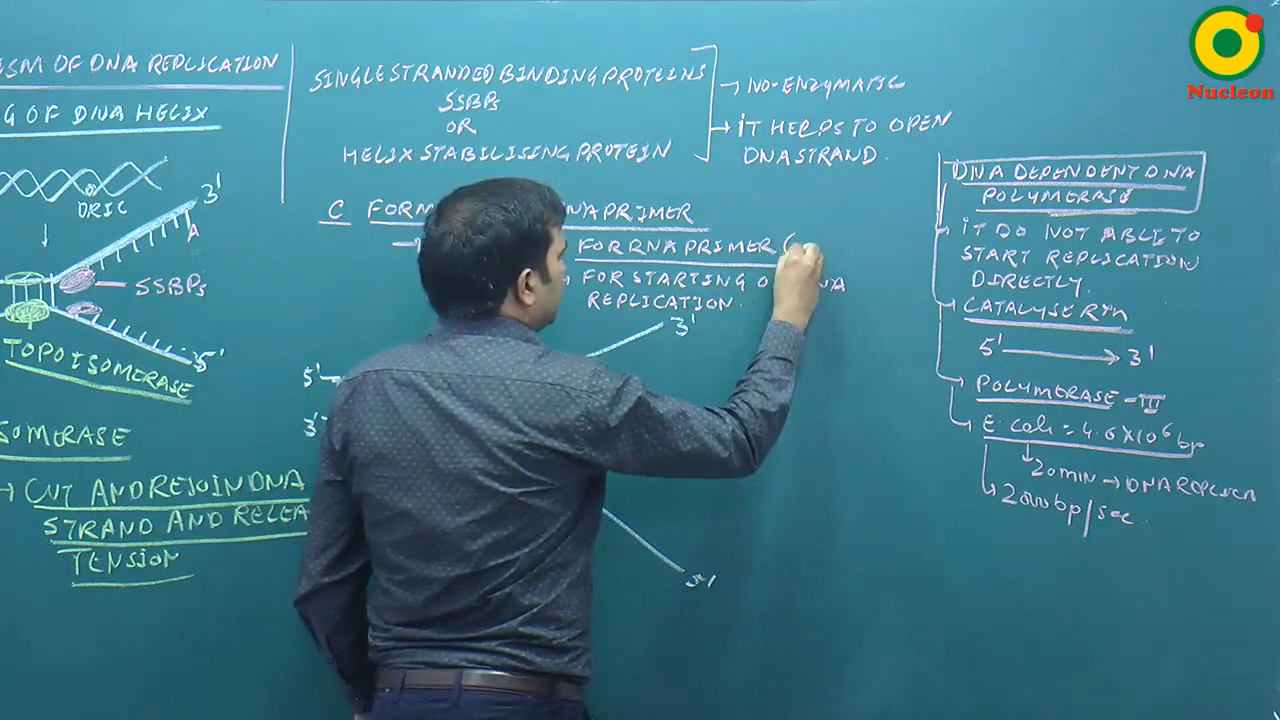 ISM OF DNA REPLICATION
G OF DNA HELIX
ORIC
3'
A
SSBPs
5'
TOPOISOMERASE
SOMERASE
→ CUT AND REJOIN DNA
STRAND AND RELEA
TENSION
SINGLE STRANDED BINDING PROTEINS
SSBPs
OR
HELIX STABILISING PROTEIN
→ NO-ENZYMATIC
→ IT HELPS TO OPEN
DNA STRAND.
C FORM NA PRIMER
FOR RNA PRIMER (
FOR STARTING O NA
REPLICATION.
3'
5'
3'
5'
DNA DEPENDENT DNA
POLYMERASE
IT DO NOT ABLE TO
START REPLICATION
DIRECTLY.
CATALYSE RXN
5' → 3'
POLYMERASE - III
E. coli = 4.6 X 10⁶ bp
20 MIN → DNA REPLICA
2000 bp/sec.
Nucleon